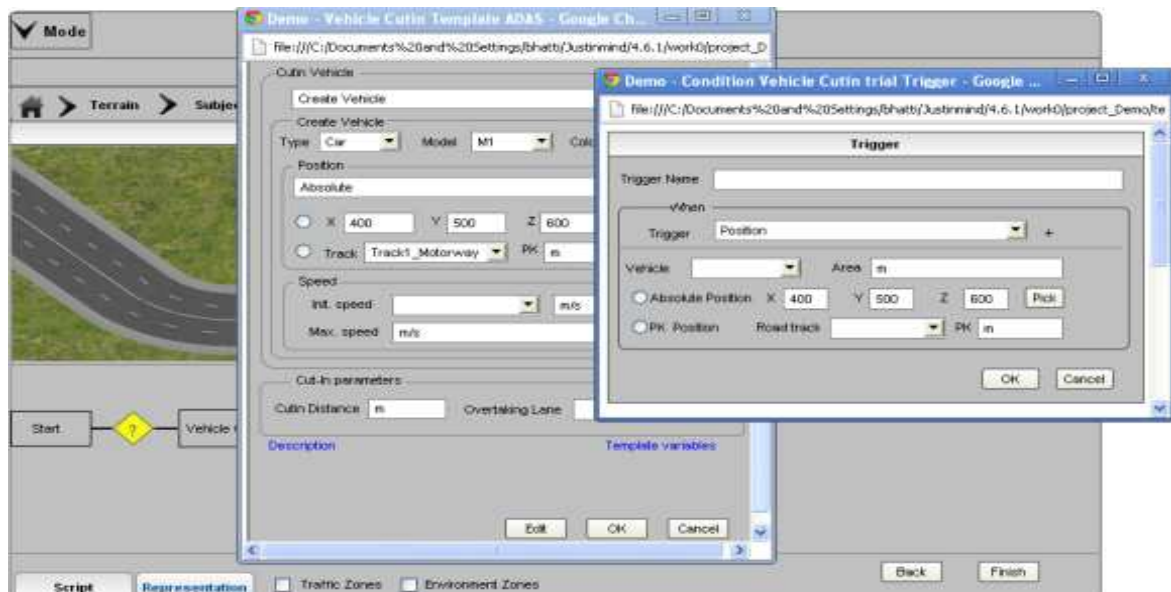 Mode
Terrain
Subje
Start
?
Vehicle
Script
Representation
Traffic Zones
Environment Zones
Back
Finish
Demo - Vehicle Cutin Template ADAS - Google Ch...
file:///C:/Documents%20and%20Settings/bhatti/Justinmind/4.6.1/work0/project_D
Cutin Vehicle
Create Vehicle
Create Vehicle
Type Car Model M1 Colo
Position
Absolute
X 400 Y 500 Z 600
Track Track1_Motorway PK m
Speed
Init. speed m/s
Max. speed m/s
Cut-In parameters
Cutin Distance m Overtaking Lane
Description Template variables
Edit OK Cancel
Demo - Condition Vehicle Cutin trial Trigger - Google ...
file:///C:/Documents%20and%20Settings/bhatti/Justinmind/4.6.1/work0/project_Demo/te
Trigger
Trigger Name
When
Trigger Position +
Vehicle Area m
Absolute Position X 400 Y 500 Z 600 Pick
PK. Position Road track PK m
OK Cancel